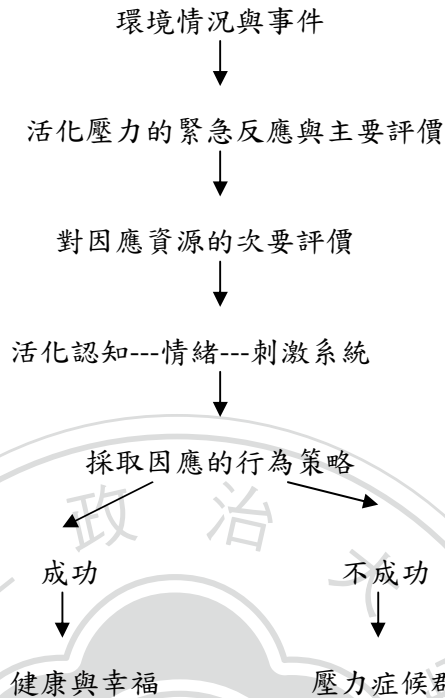 環境情況與事件
活化壓力的緊急反應與主要評價
對因應資源的次要評價
活化認知---情緒---刺激系統
採取因應的行為策略
政 治 大
成功 不成功
健康與幸福 壓力症候群